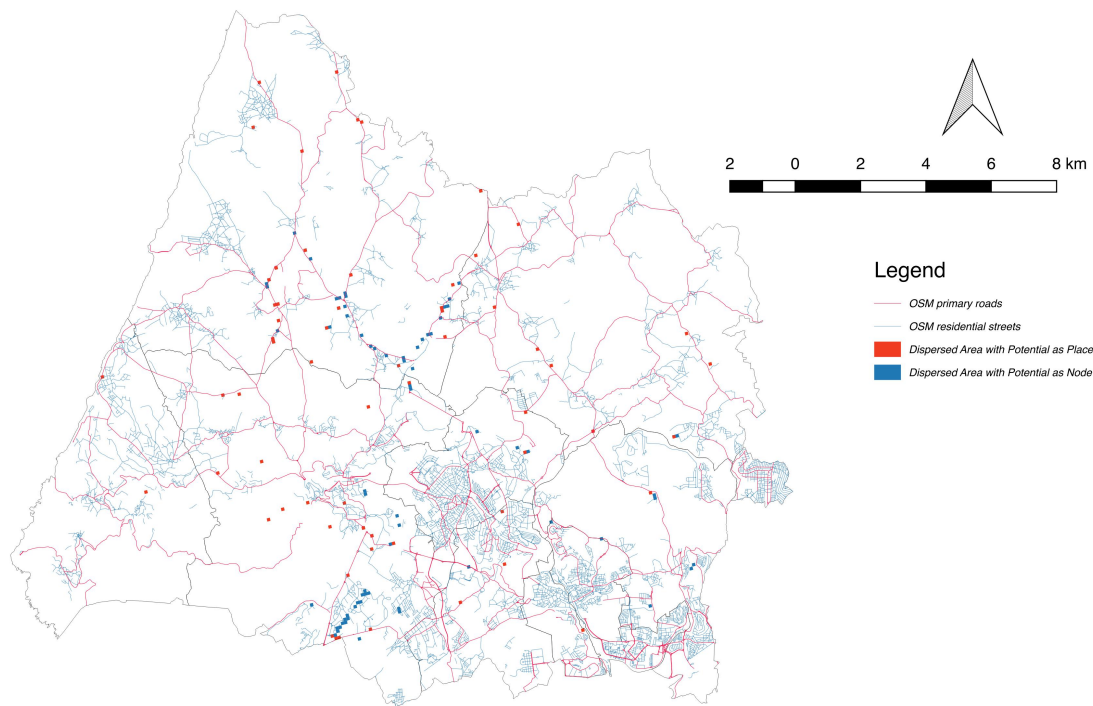 2 0 2 4 6 8 km
Legend
OSM primary roads
OSM residential streets
Dispersed Area with Potential as Place
Dispersed Area with Potential as Node